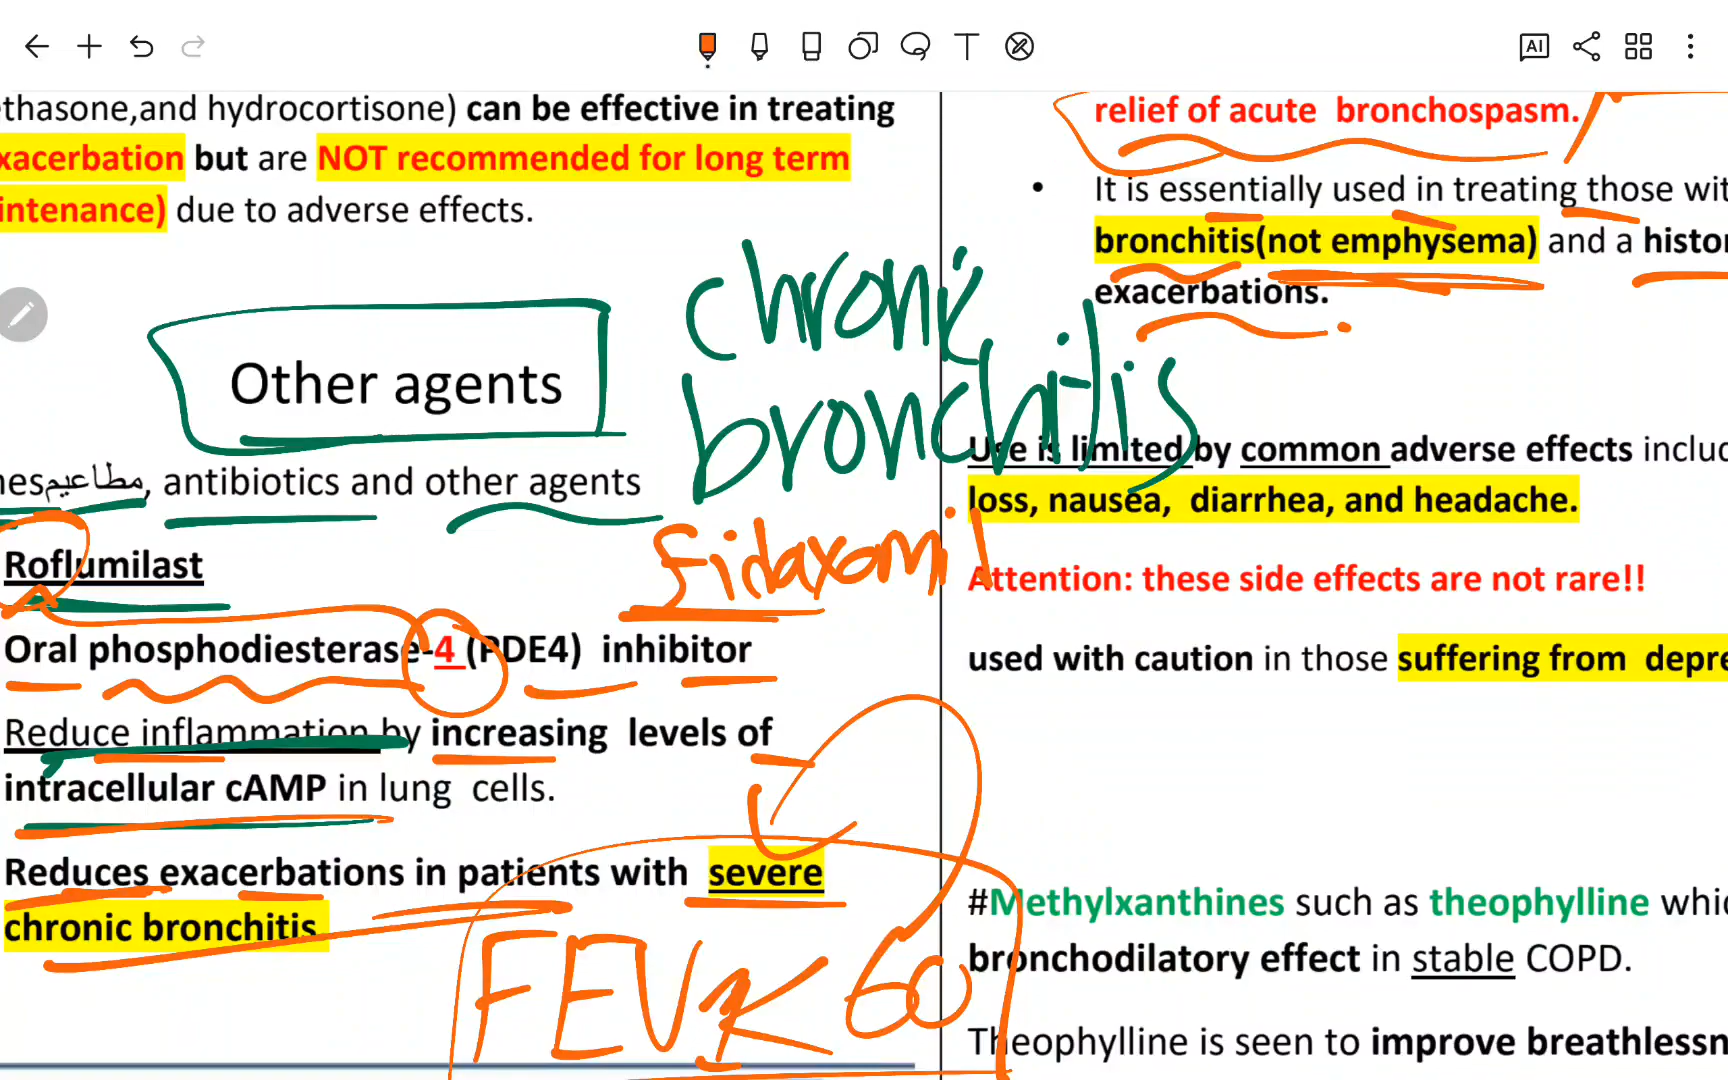 AI
ethasone,and hydrocortisone) can be effective in treating
xacerbation but are NOT recommended for long term
intenance) due to adverse effects.
Other agents
chronic
bronchitis
nesمطاعيم, antibiotics and other agents
Roflumilast
fidaxomil
Oral phosphodiesterase-4 (PDE4) inhibitor
Reduce inflammation by increasing levels of
intracellular cAMP in lung cells.
Reduces exacerbations in patients with severe
chronic bronchitis.
60
relief of acute bronchospasm.
• It is essentially used in treating those wit
bronchitis(not emphysema) and a histor
exacerbations.
Use is limited by common adverse effects includ
loss, nausea, diarrhea, and headache.
Attention: these side effects are not rare!!
used with caution in those suffering from depre
#Methylxanthines such as theophylline whic
bronchodilatory effect in stable COPD.
Theophylline is seen to improve breathlessn